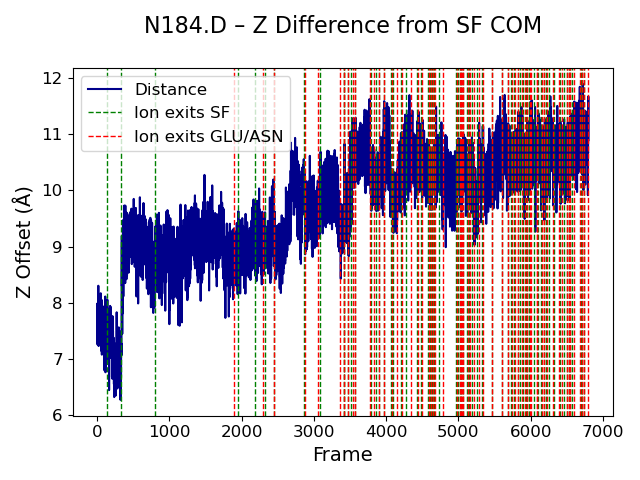 N184.D – Z Difference from SF COM
Distance
Ion exits SF
Ion exits GLU/ASN
12
11
10
9
8
7
6
Z Offset (Å)
0 1000 2000 3000 4000 5000 6000 7000
Frame